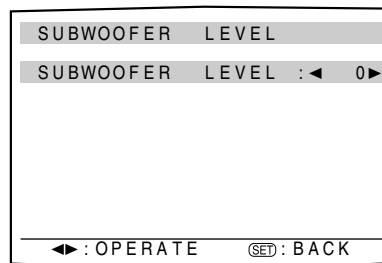 SUBWOOFER LEVEL
SUBWOOFER LEVEL :◄ 0►
◄►:OPERATE SET:BACK